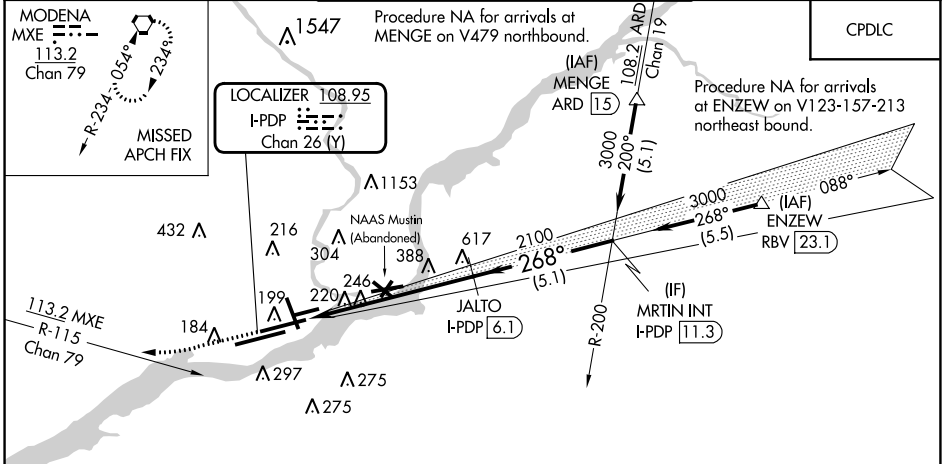 MODENA
MXE
113.2
Chan 79
R-234
054°
234°
MISSED
APCH FIX
1547
Procedure NA for arrivals at
MENGE on V479 northbound.
108.2 ARD
Chan 19
CPDLC
(IAF)
MENGE
ARD 15
Procedure NA for arrivals
at ENZEW on V123-157-213
northeast bound.
LOCALIZER 108.95
I-PDP
Chan 26 (Y)
3000
200°
(5.1)
1153
NAAS Mustin
(Abandoned)
432
216
304
388
617
2100
3000
088°
268°
(5.5)
(IAF)
ENZEW
RBV 23.1
268°
(5.1)
199
220
246
184
JALTO
I-PDP 6.1
(IF)
MRTIN INT
I-PDP 11.3
R-200
113.2 MXE
R-115
Chan 79
297
275
275